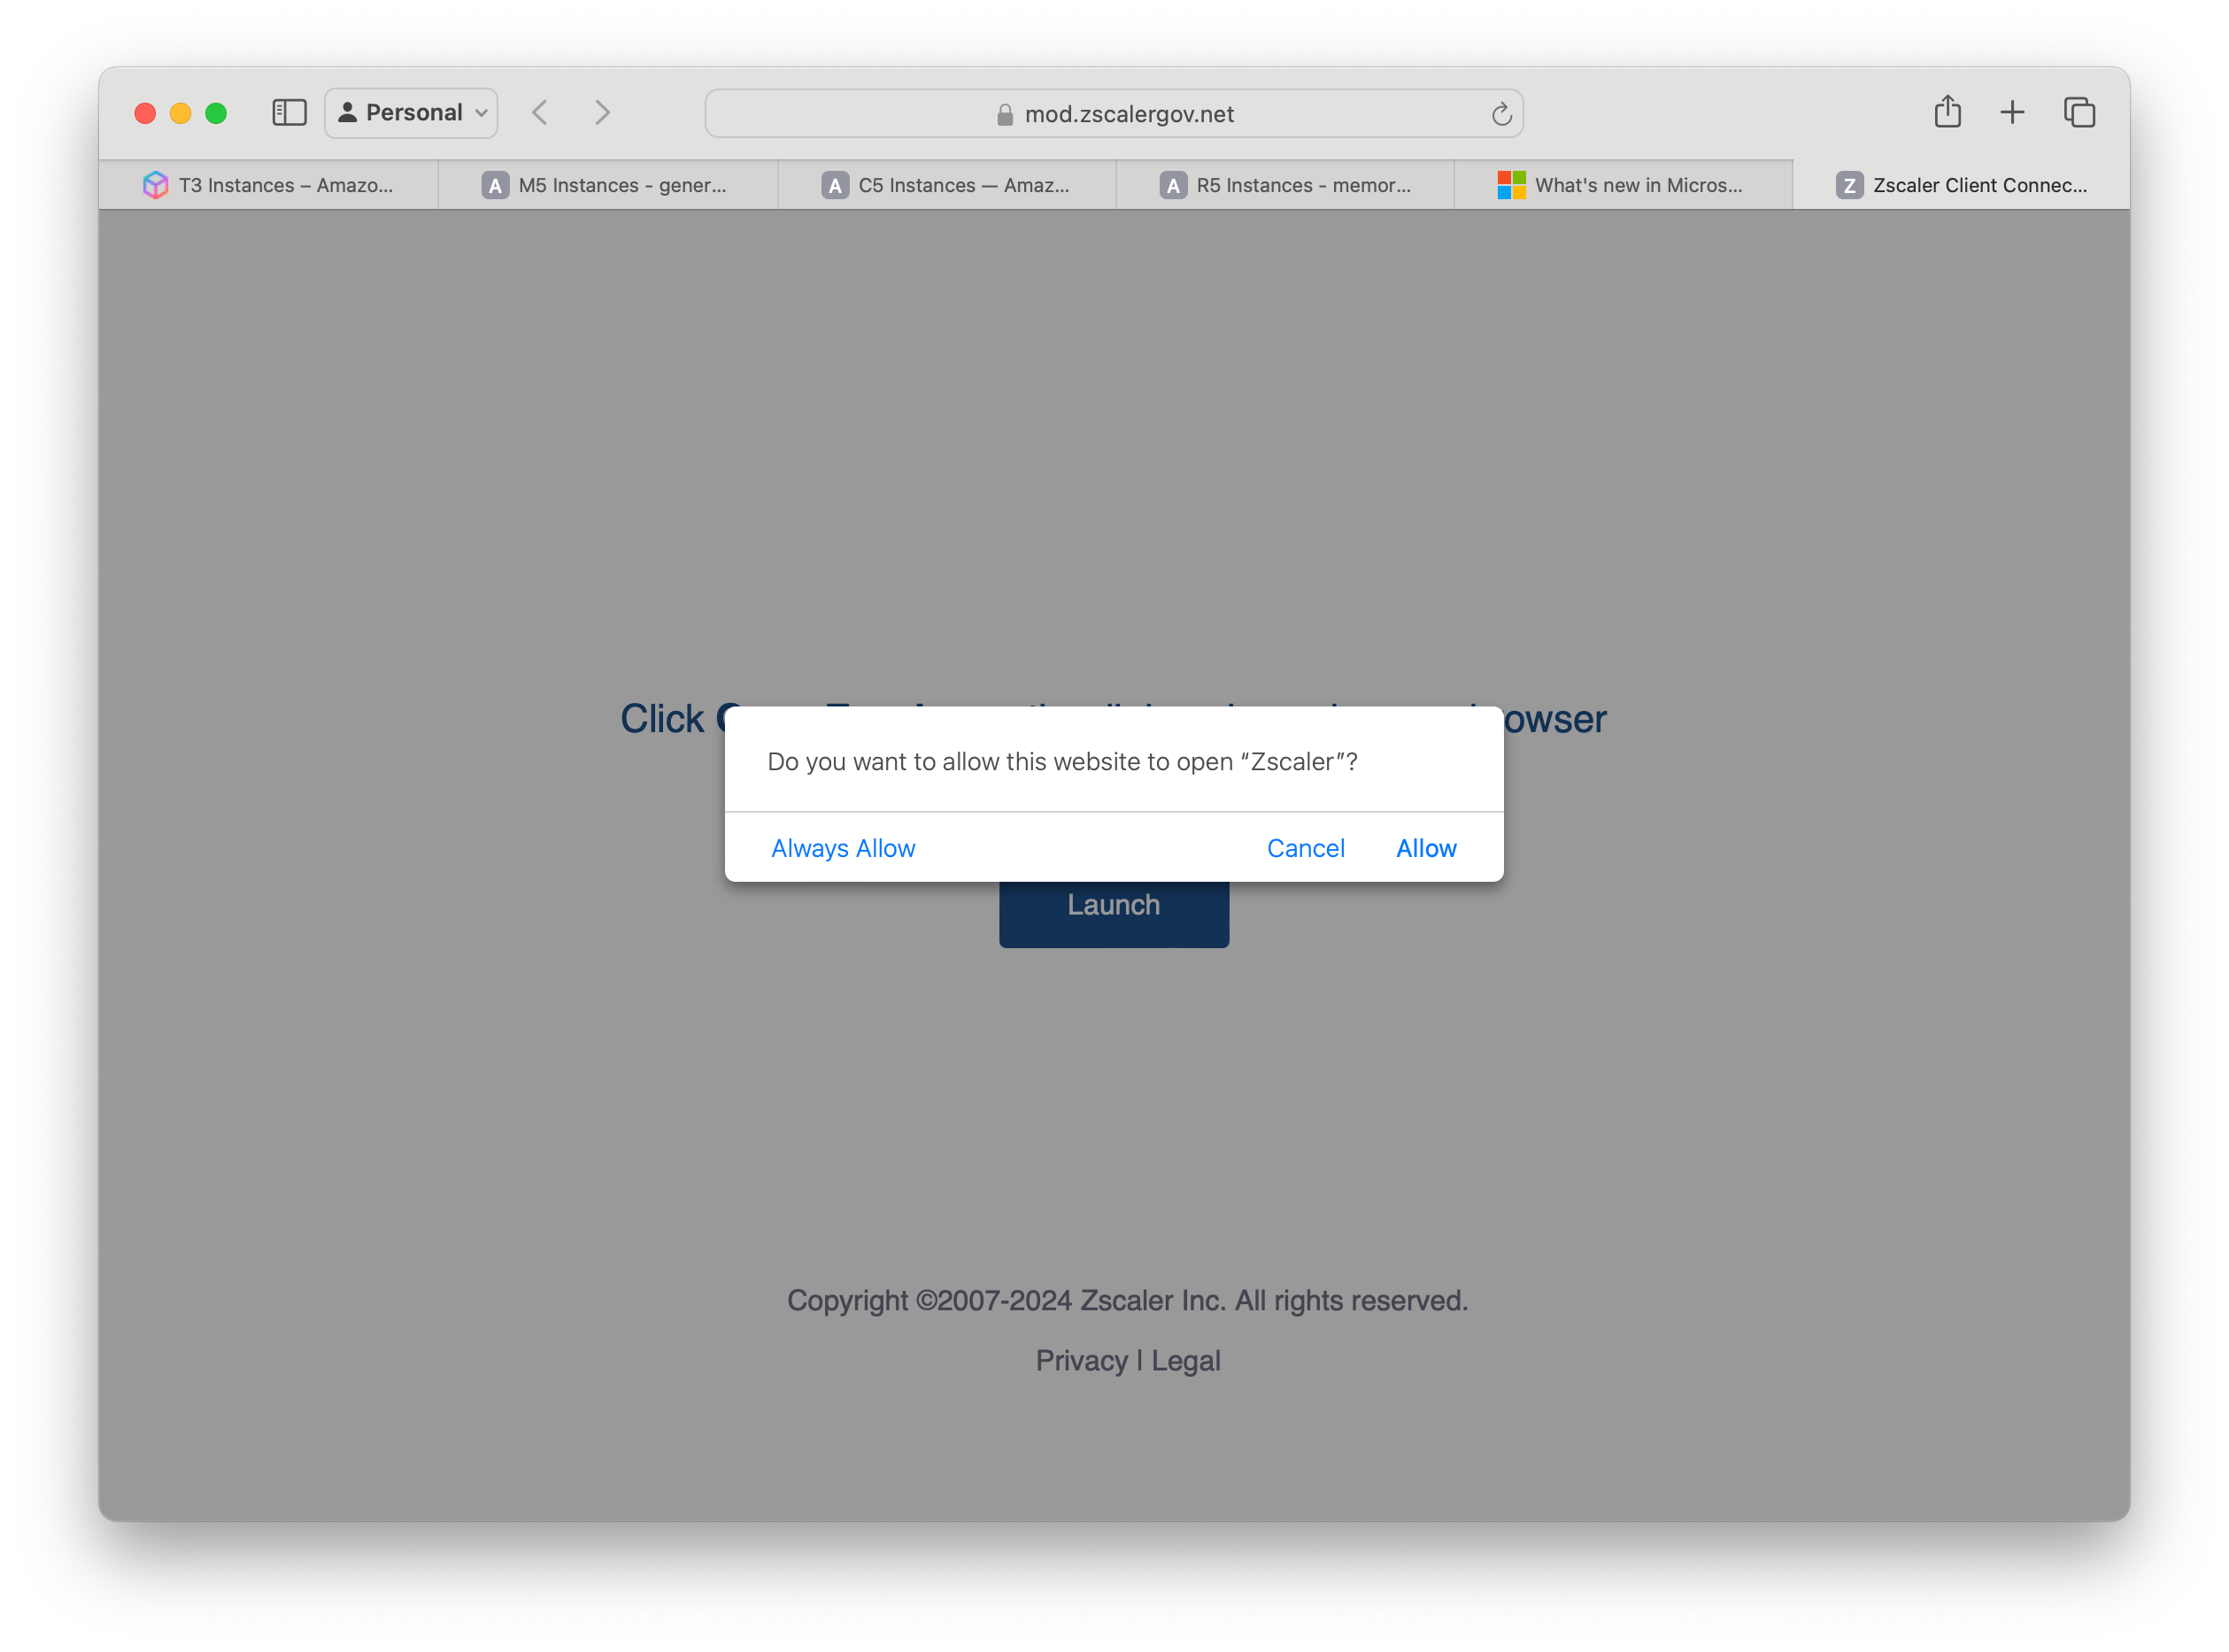 Personal
mod.zscalergov.net
T3 Instances – Amazo...
A M5 Instances - gener...
A C5 Instances — Amaz...
A R5 Instances - memor...
What's new in Micros...
Z Zscaler Client Connec...
Click
owser
Do you want to allow this website to open “Zscaler”?
Always Allow
Cancel
Allow
Launch
Copyright ©2007-2024 Zscaler Inc. All rights reserved.
Privacy | Legal